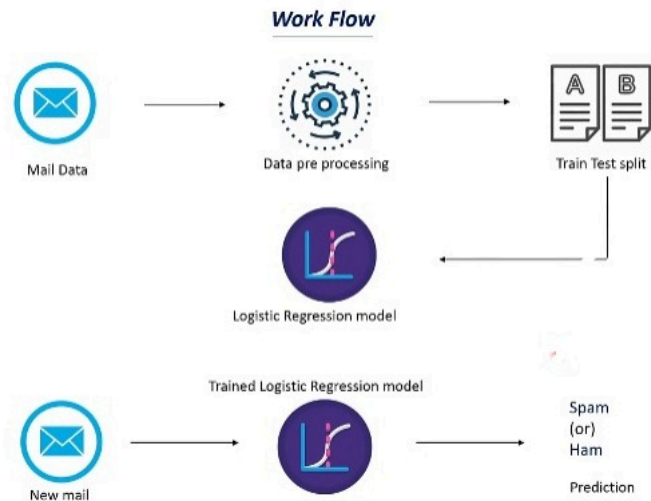 Work Flow
A B
Mail Data
Data pre processing
Train Test split
Logistic Regression model
Trained Logistic Regression model
New mail
Spam
(or)
Ham
Prediction